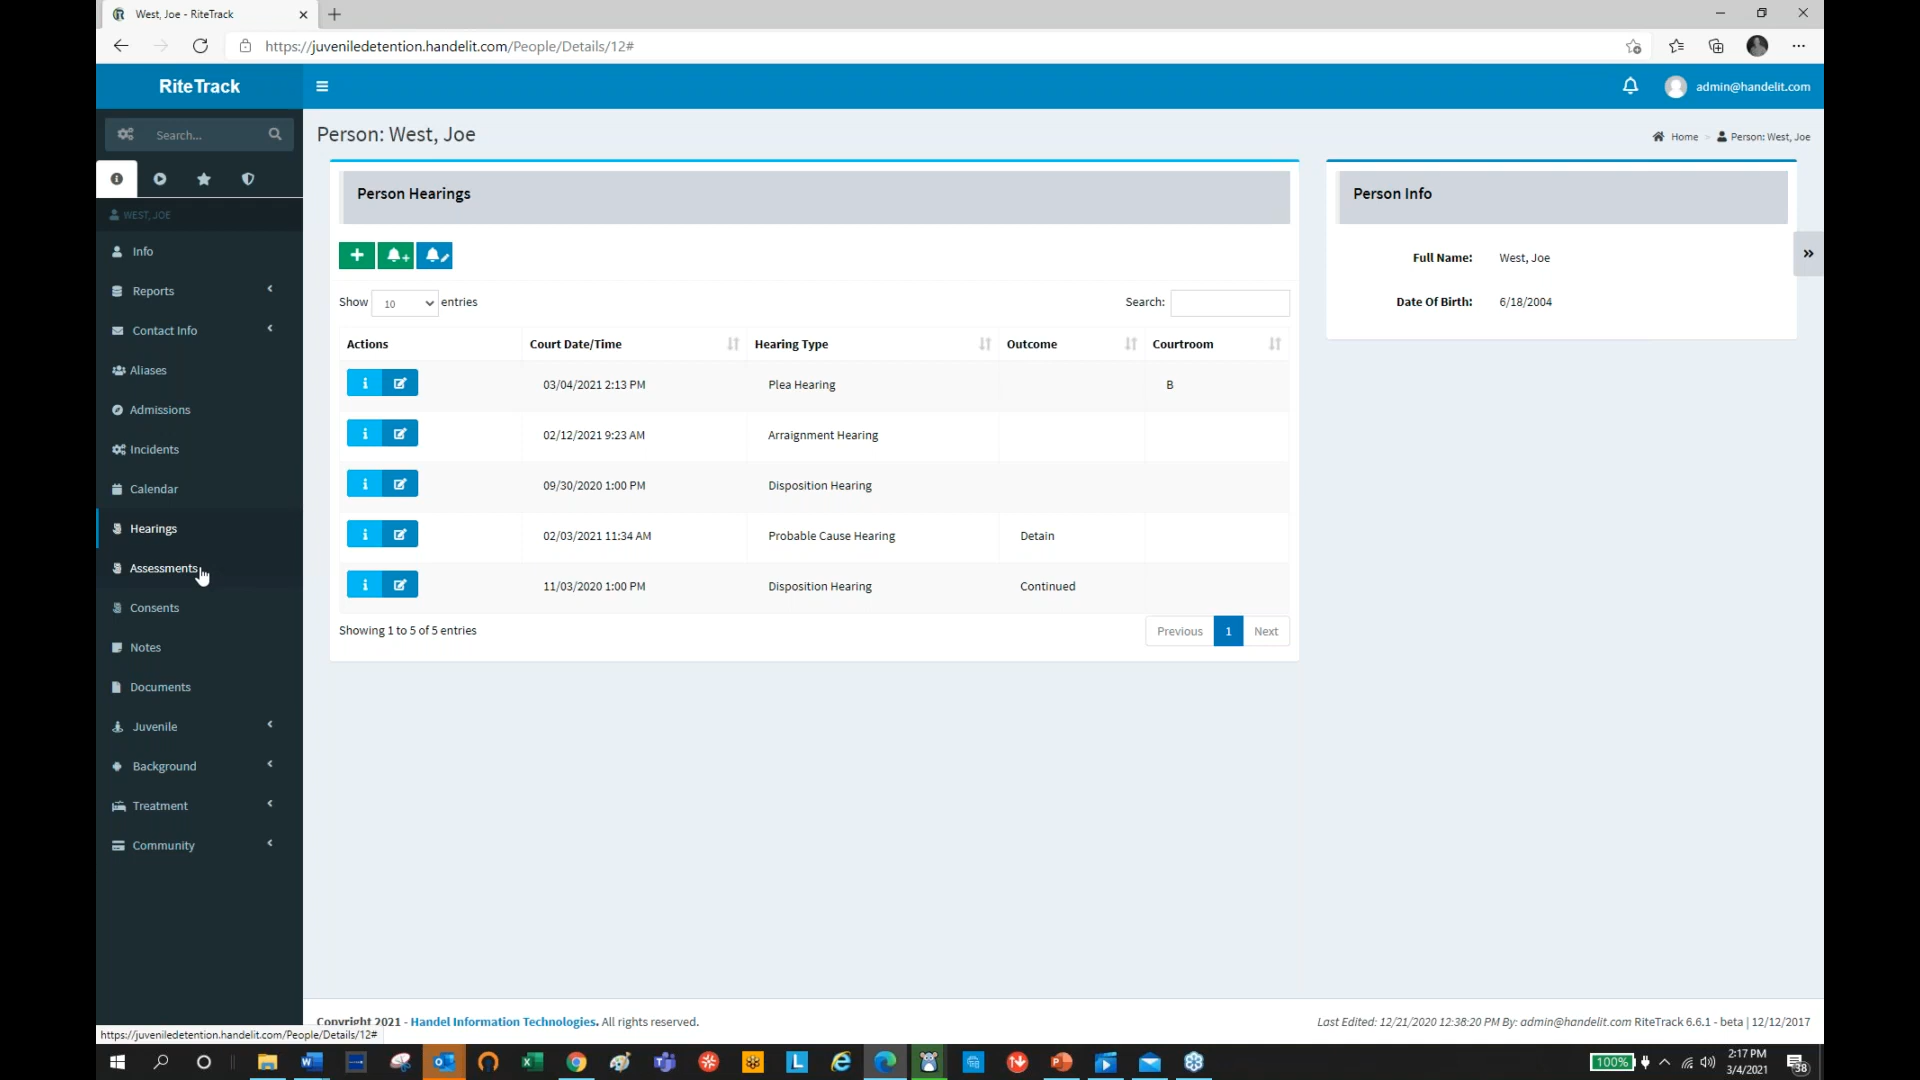 West, Joe - RiteTrack
https://juveniledetention.handelit.com/People/Details/12#
RiteTrack
admin@handelit.com
Search...
Person: West, Joe
Home
Person: West, Joe
WEST, JOE
Info
Reports
Contact Info
Aliases
Admissions
Incidents
Calendar
Hearings
Assessments
Consents
Notes
Documents
Juvenile
Background
Treatment
Community
Person Hearings
Show 10 entries
Search:
Actions Court Date/Time Hearing Type Outcome Courtroom
03/04/2021 2:13 PM Plea Hearing B
02/12/2021 9:23 AM Arraignment Hearing
09/30/2020 1:00 PM Disposition Hearing
02/03/2021 11:34 AM Probable Cause Hearing Detain
11/03/2020 1:00 PM Disposition Hearing Continued
Showing 1 to 5 of 5 entries
Previous 1 Next
Person Info
Full Name: West, Joe
Date Of Birth: 6/18/2004
Copyright 2021 - Handel Information Technologies. All rights reserved.
Last Edited: 12/21/2020 12:38:20 PM By: admin@handelit.com RiteTrack 6.6.1 - beta | 12/12/2017
https://juveniledetention.handelit.com/People/Details/12#
100%
2:17 PM
3/4/2021
38